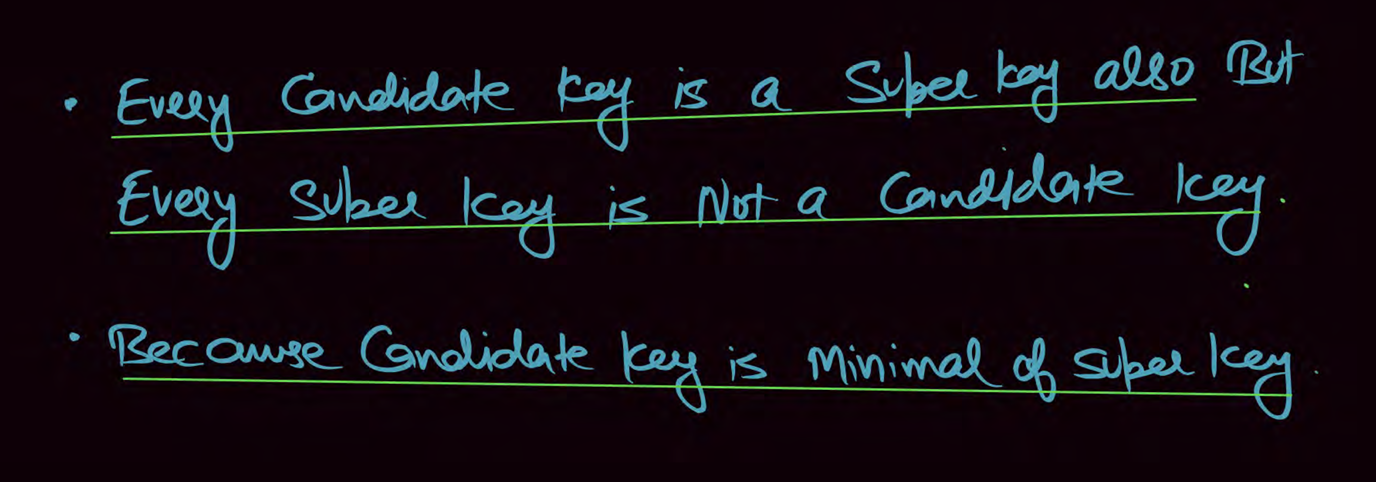 • Every Candidate key is a Super key also But
Every Super key is Not a Candidate key.
• Because Candidate key is Minimal of super key.